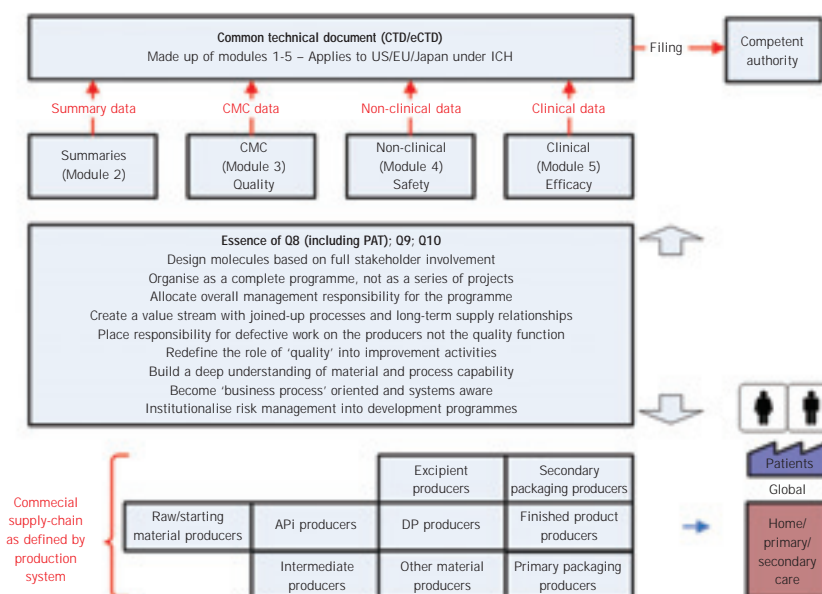 Common technical document (CTD/eCTD)
Made up of modules 1-5 – Applies to US/EU/Japan under ICH
Filing
Competent
authority
Summary data
CMC data
Non-clinical data
Clinical data
Summaries
(Module 2)
CMC
(Module 3)
Quality
Non-clinical
(Module 4)
Safety
Clinical
(Module 5)
Efficacy
Essence of Q8 (including PAT); Q9; Q10
Design molecules based on full stakeholder involvement
Organise as a complete programme, not as a series of projects
Allocate overall management responsibility for the programme
Create a value stream with joined-up processes and long-term supply relationships
Place responsibility for defective work on the producers not the quality function
Redefine the role of 'quality' into improvement activities
Build a deep understanding of material and process capability
Become 'business process' oriented and systems aware
Institutionalise risk management into development programmes
Commecial
supply-chain
as defined by
production
system
Excipient
producers
Secondary
packaging producers
Raw/starting
material producers
APi producers
DP producers
Finished product
producers
Intermediate
producers
Other material
producers
Primary packaging
producers
Patients
Global
Home/
primary/
secondary
care